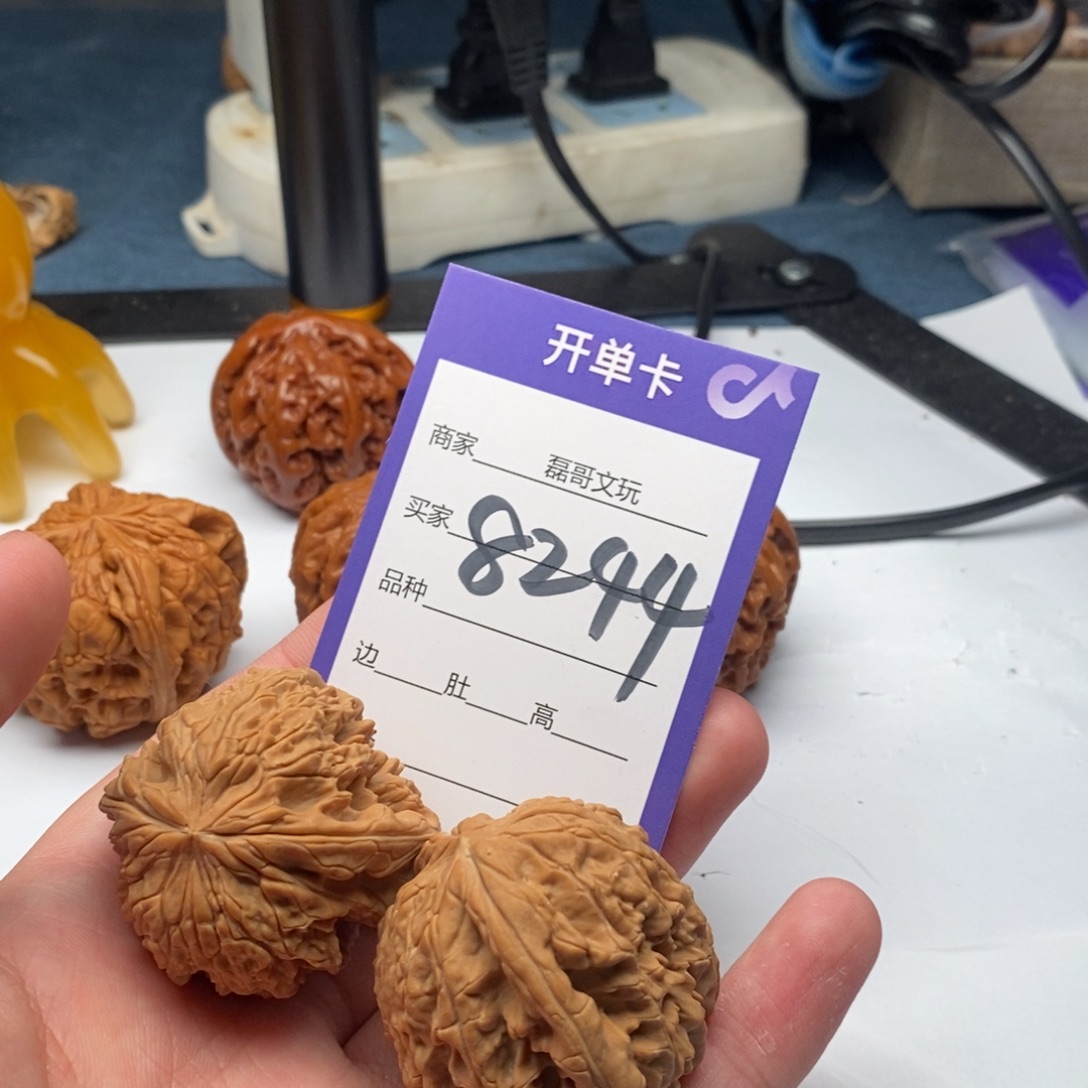 开单卡
商家 磊哥文玩
买家 8244
品种
边 肚 高